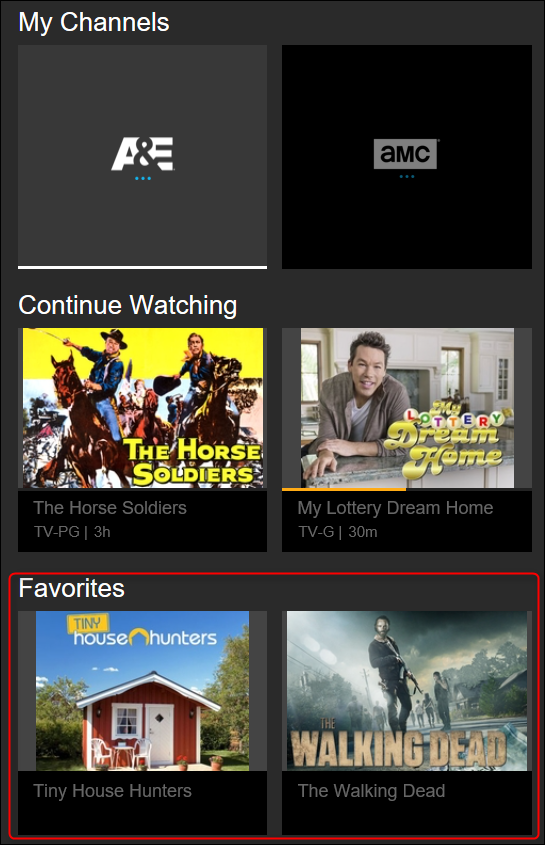 My Channels
A&E
aMC
Continue Watching
THE HORSE
SOLDIERS
My
LOTTERY
Dream
Home
The Horse Soldiers
TV-PG | 3h
My Lottery Dream Home
TV-G | 30m
Favorites
TINY
house hunters
THE
WALKING DEAD
Tiny House Hunters
The Walking Dead